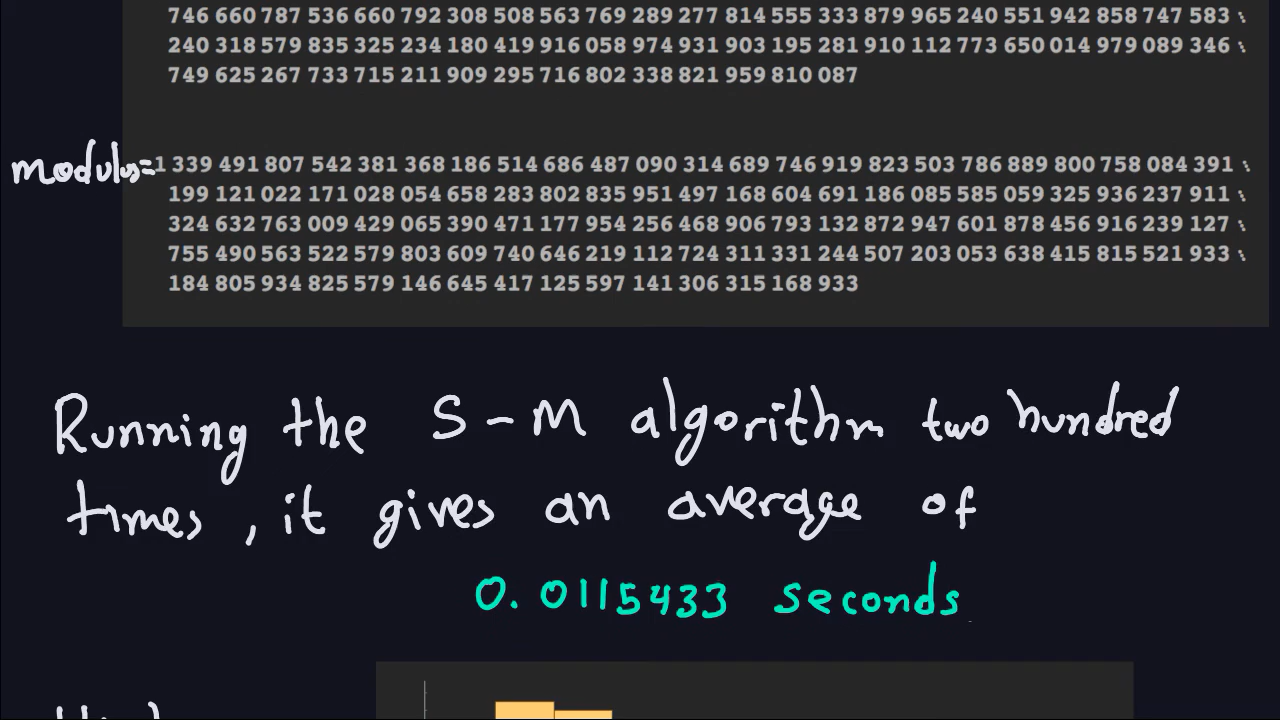 746 660 787 536 660 792 308 508 563 769 289 277 814 555 333 879 965 240 551 942 858 747 583 \
240 318 579 835 325 234 180 419 916 058 974 931 903 195 281 910 112 773 650 014 979 089 346 \
749 625 267 733 715 211 909 295 716 802 338 821 959 810 087
modulus=1 339 491 807 542 381 368 186 514 686 487 090 314 689 746 919 823 503 786 889 800 758 084 391 \
199 121 022 171 028 054 658 283 802 835 951 497 168 604 691 186 085 585 059 325 936 237 911
324 632 763 009 429 065 390 471 177 954 256 468 906 793 132 872 947 601 878 456 916 239 127
755 490 563 522 579 803 609 740 646 219 112 724 311 331 244 507 203 053 638 415 815 521 933 \
184 805 934 825 579 146 645 417 125 597 141 306 315 168 933
Running the S-M algorithm two hundred
times, it gives an average of
0.0115433 seconds